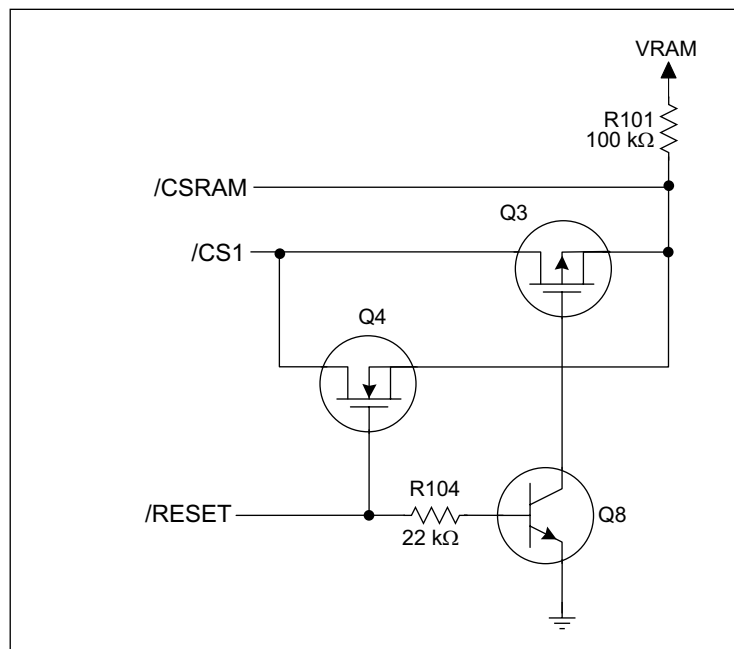 VRAM
R101
100 kΩ
/CSRAM
Q3
/CS1
Q4
R104
/RESET
Q8
22 kΩ